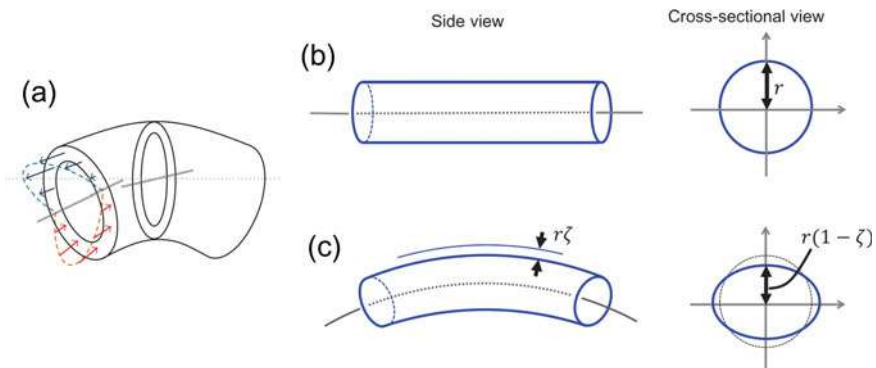 Side view
Cross-sectional view
(a)
(b)
r
(c)
rζ
r(1 − ζ)